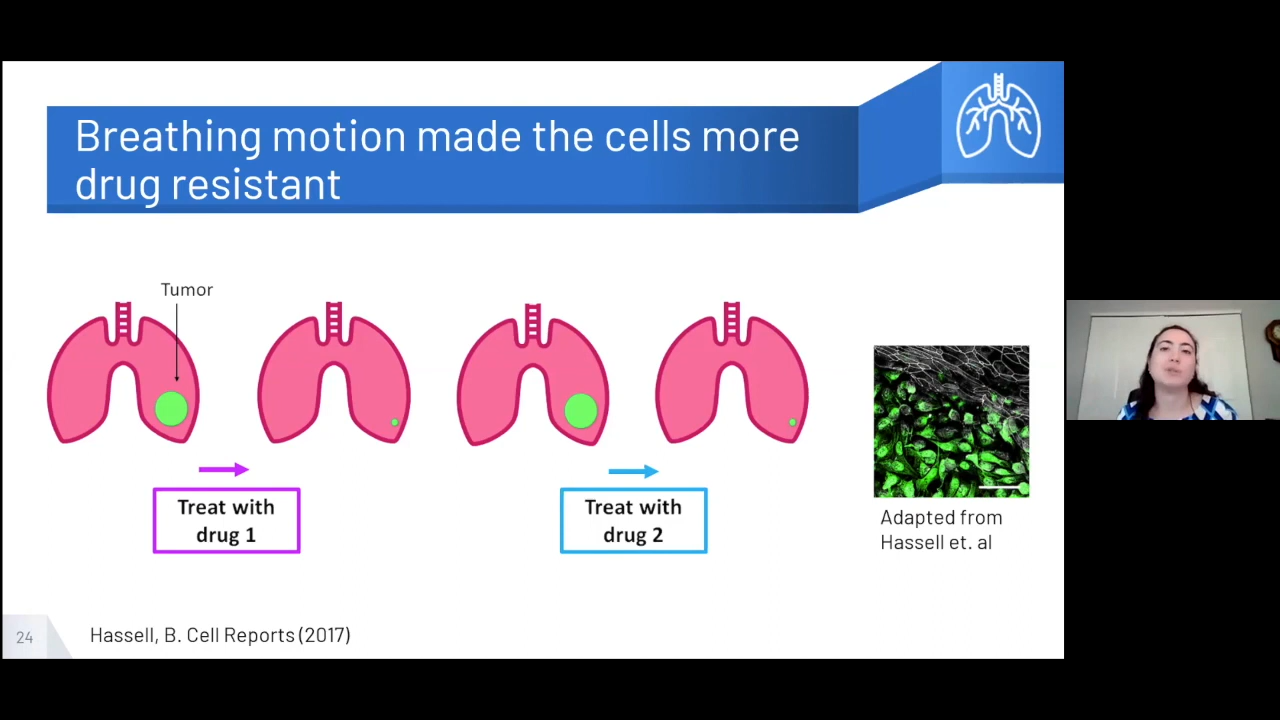 Breathing motion made the cells more
drug resistant
Tumor
Treat with
drug 1
Treat with
drug 2
Adapted from
Hassell et. al
24
Hassell, B. Cell Reports (2017)